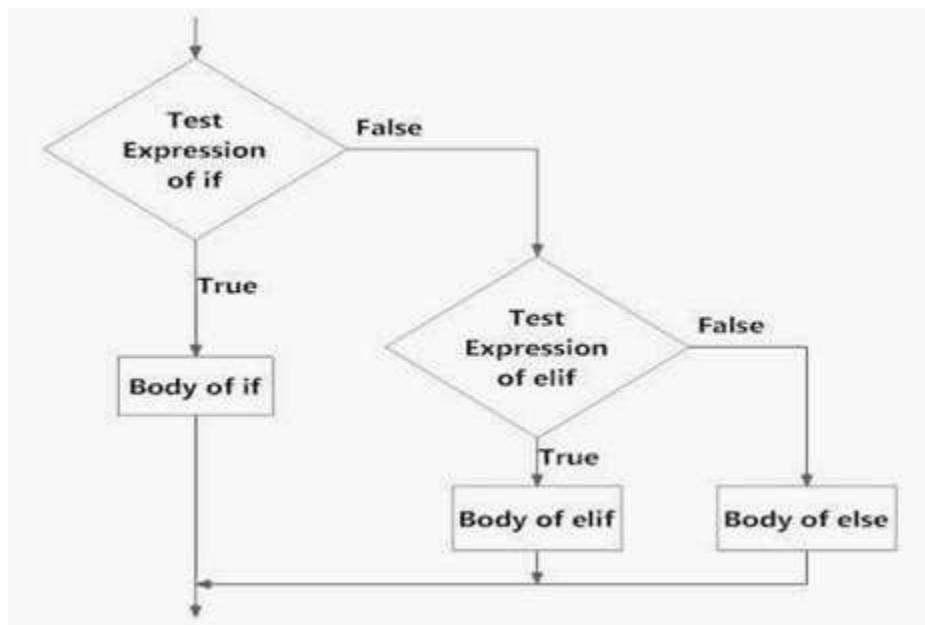 Test
Expression
of if
False
True
Body of if
Test
Expression
of elif
False
True
Body of elif
Body of else